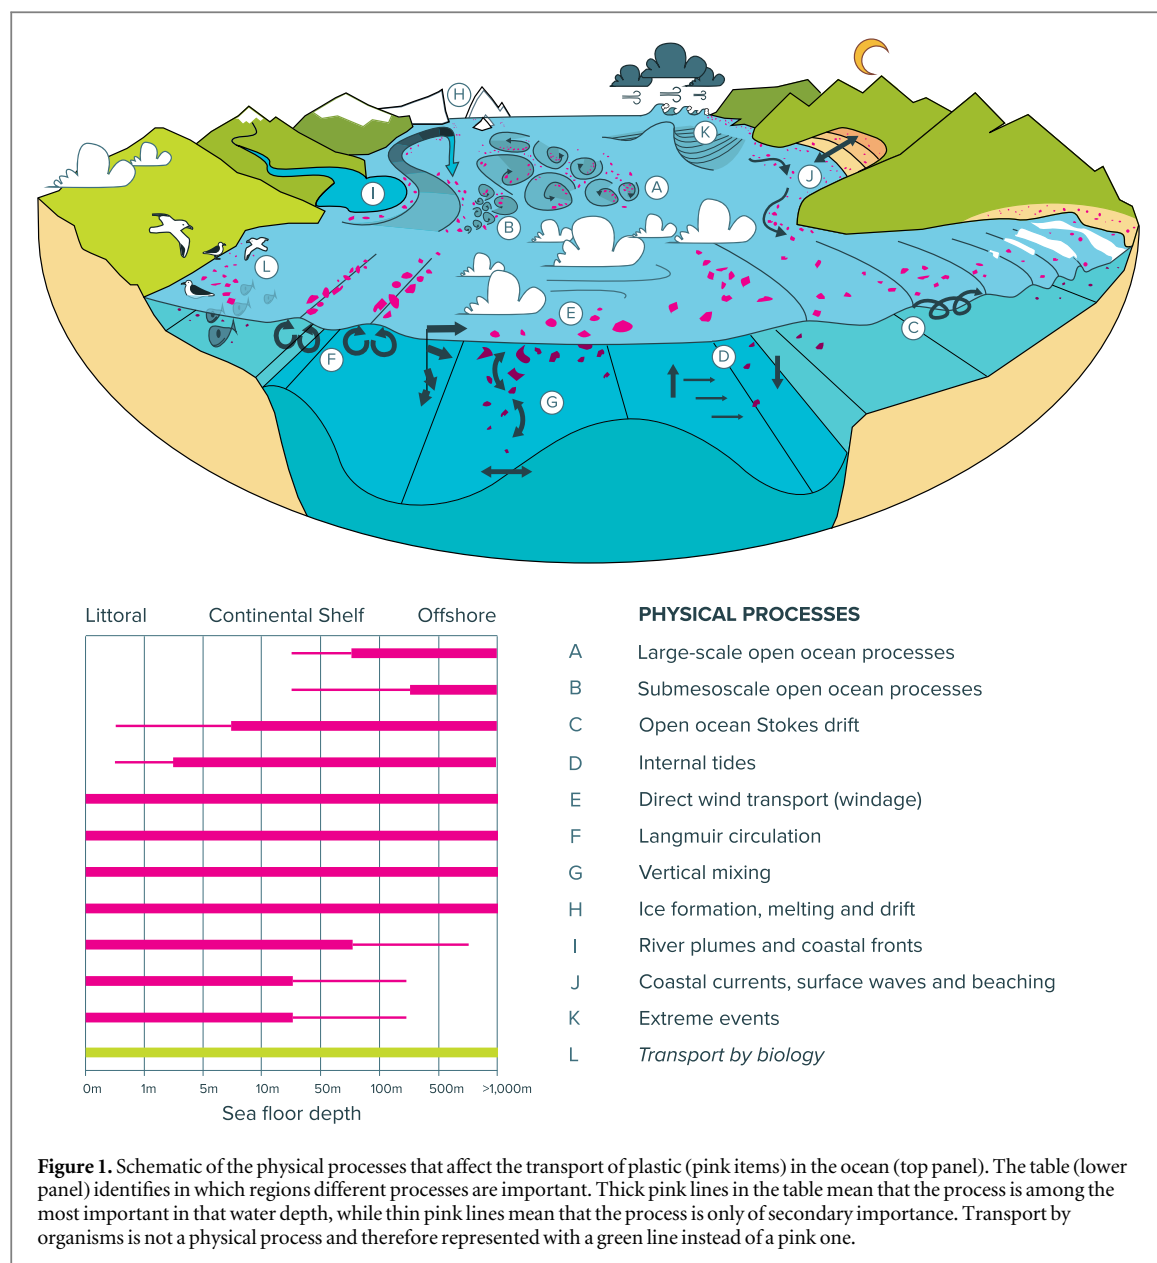 H
K
J
I
A
B
L
E
C
F
D
G
Littoral Continental Shelf Offshore PHYSICAL PROCESSES
A Large-scale open ocean processes
B Submesoscale open ocean processes
C Open ocean Stokes drift
D Internal tides
E Direct wind transport (windage)
F Langmuir circulation
G Vertical mixing
H Ice formation, melting and drift
I River plumes and coastal fronts
J Coastal currents, surface waves and beaching
K Extreme events
L Transport by biology
0m 1m 5m 10m 50m 100m 500m >1,000m
Sea floor depth
Figure 1. Schematic of the physical processes that affect the transport of plastic (pink items) in the ocean (top panel). The table (lower
panel) identifies in which regions different processes are important. Thick pink lines in the table mean that the process is among the
most important in that water depth, while thin pink lines mean that the process is only of secondary importance. Transport by
organisms is not a physical process and therefore represented with a green line instead of a pink one.